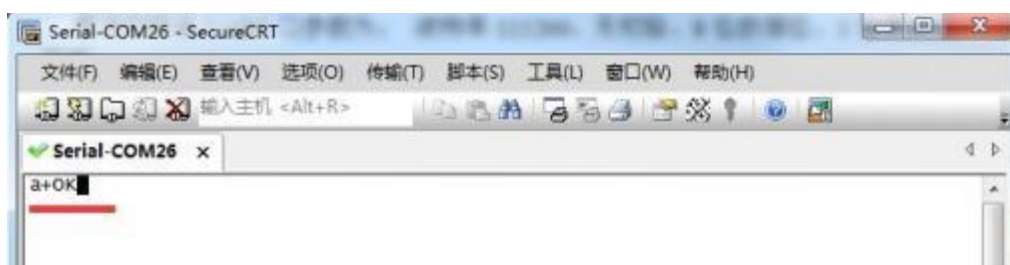 Serial-COM26 - SecureCRT
文件(F) 编辑(E) 查看(V) 选项(O) 传输(T) 脚本(S) 工具(L) 窗口(W) 帮助(H)
输入主机 <Alt+R>
Serial-COM26 x
a+OK